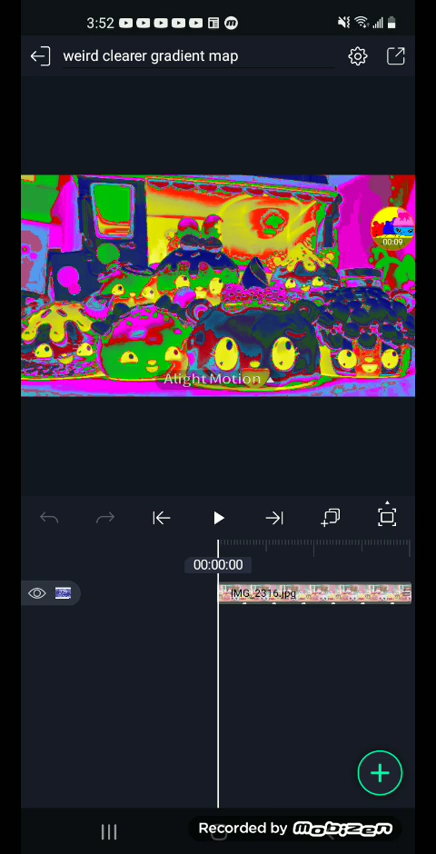 3:52
weird clearer gradient map
00:09
Alight Motion
00:00:00
IMG_2316.jpg
Recorded by Mobizen